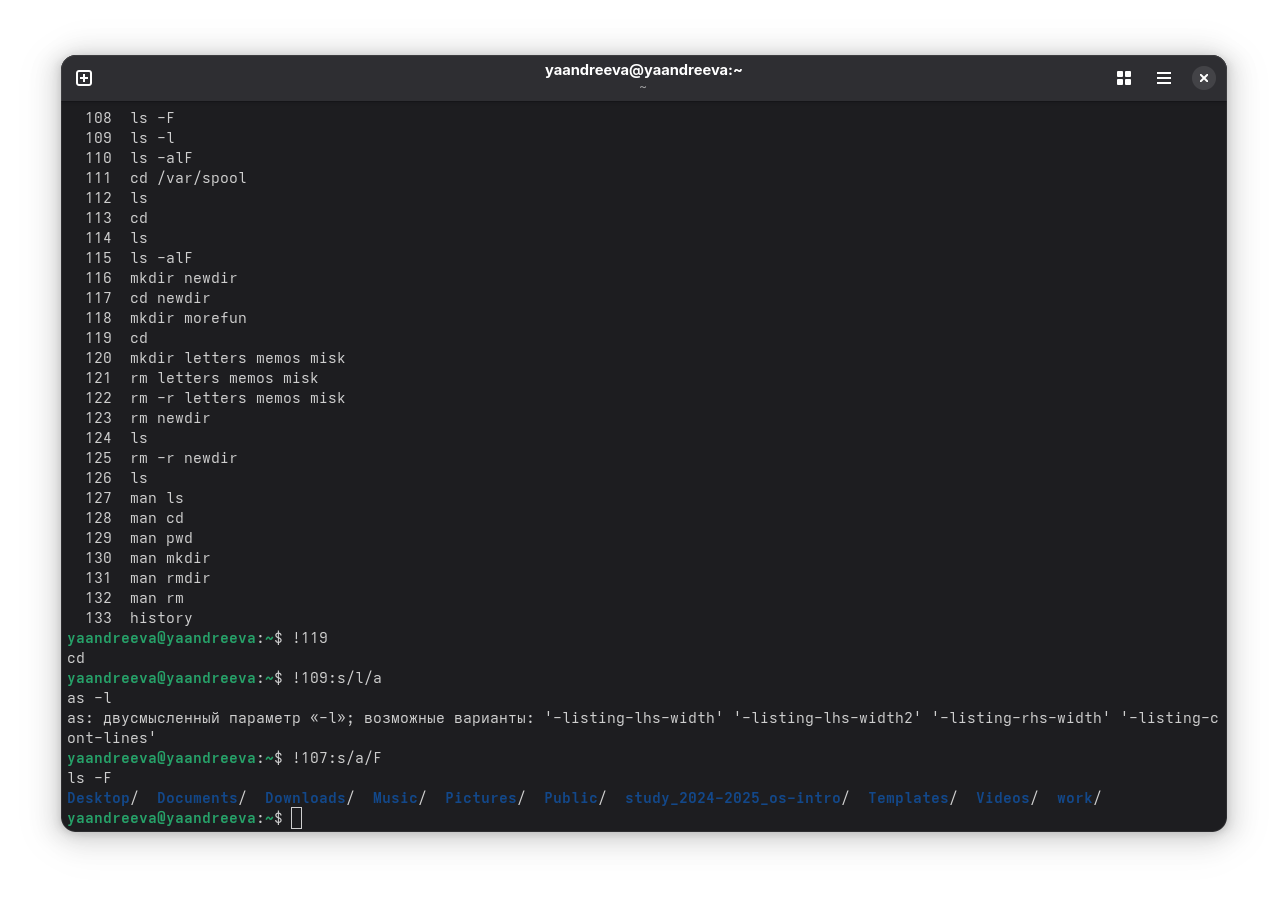 yaandreeva@yaandreeva:~
~
108  ls -F
109  ls -l
110  ls -alF
111  cd /var/spool
112  ls
113  cd
114  ls
115  ls -alF
116  mkdir newdir
117  cd newdir
118  mkdir morefun
119  cd
120  mkdir letters memos misk
121  rm letters memos misk
122  rm -r letters memos misk
123  rm newdir
124  ls
125  rm -r newdir
126  ls
127  man ls
128  man cd
129  man pwd
130  man mkdir
131  man rmdir
132  man rm
133  history
yaandreeva@yaandreeva:~$ !119
cd
yaandreeva@yaandreeva:~$ !109:s/l/a
as -l
as: двусмысленный параметр «-l»; возможные варианты: '-listing-lhs-width' '-listing-lhs-width2' '-listing-rhs-width' '-listing-c
ont-lines'
yaandreeva@yaandreeva:~$ !107:s/a/F
ls -F
Desktop/  Documents/  Downloads/  Music/  Pictures/  Public/  study_2024-2025_os-intro/  Templates/  Videos/  work/
yaandreeva@yaandreeva:~$